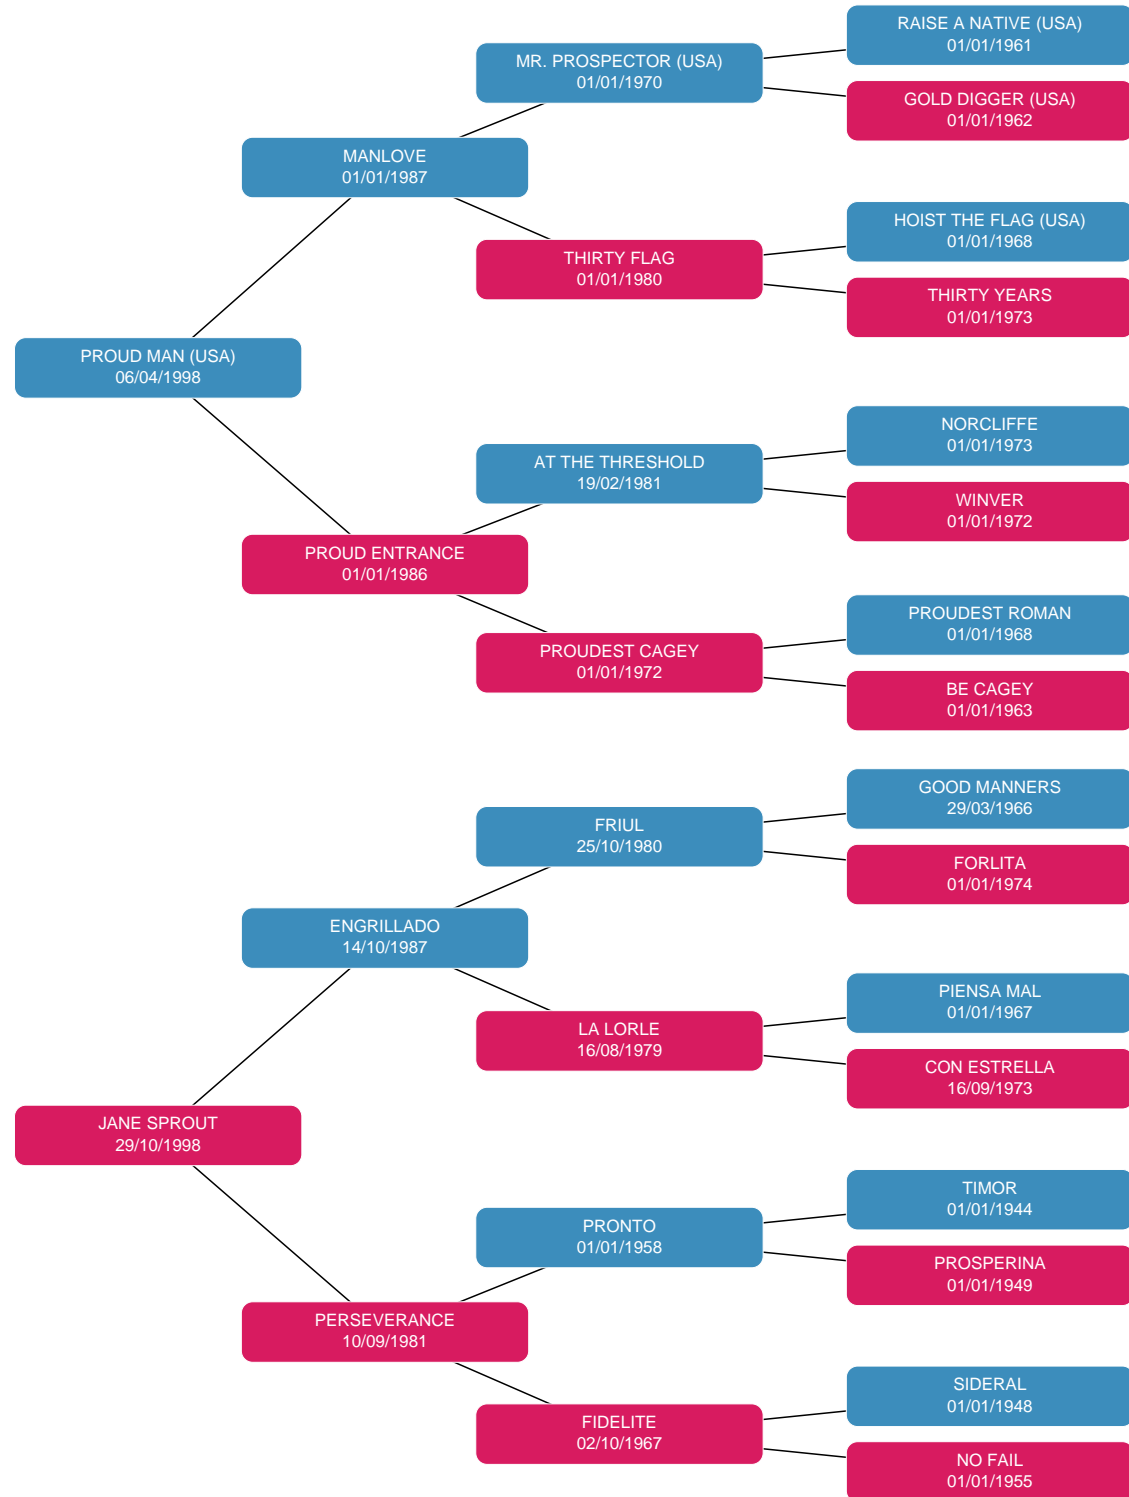 RAISE A NATIVE (USA)
01/01/1961
MR. PROSPECTOR (USA)
01/01/1970
GOLD DIGGER (USA)
01/01/1962
MANLOVE
01/01/1987
HOIST THE FLAG (USA)
01/01/1968
THIRTY FLAG
01/01/1980
THIRTY YEARS
01/01/1973
PROUD MAN (USA)
06/04/1998
NORCLIFFE
01/01/1973
AT THE THRESHOLD
19/02/1981
WINVER
01/01/1972
PROUD ENTRANCE
01/01/1986
PROUDEST ROMAN
01/01/1968
PROUDEST CAGEY
01/01/1972
BE CAGEY
01/01/1963
GOOD MANNERS
29/03/1966
FRIUL
25/10/1980
FORLITA
01/01/1974
ENGRILLADO
14/10/1987
PIENSA MAL
01/01/1967
LA LORLE
16/08/1979
CON ESTRELLA
16/09/1973
JANE SPROUT
29/10/1998
TIMOR
01/01/1944
PRONTO
01/01/1958
PROSPERINA
01/01/1949
PERSEVERANCE
10/09/1981
SIDERAL
01/01/1948
FIDELITE
02/10/1967
NO FAIL
01/01/1955